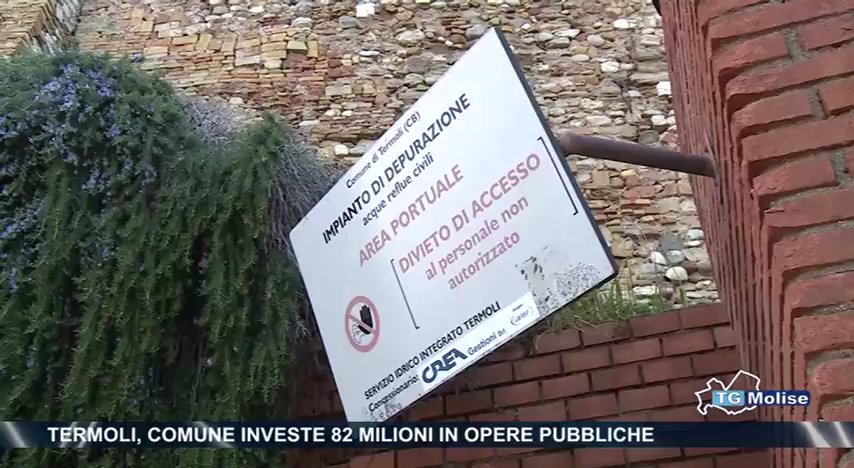 Comune di Termoli (CB)
IMPIANTO DI DEPURAZIONE
acque reflue civili
AREA PORTUALE
DIVIETO DI ACCESSO
al personale non
autorizzato
SERVIZIO IDRICO INTEGRATO TERMOLI
Concessionario: CREA Gestioni Srl
TG Molise
TERMOLI, COMUNE INVESTE 82 MILIONI IN OPERE PUBBLICHE